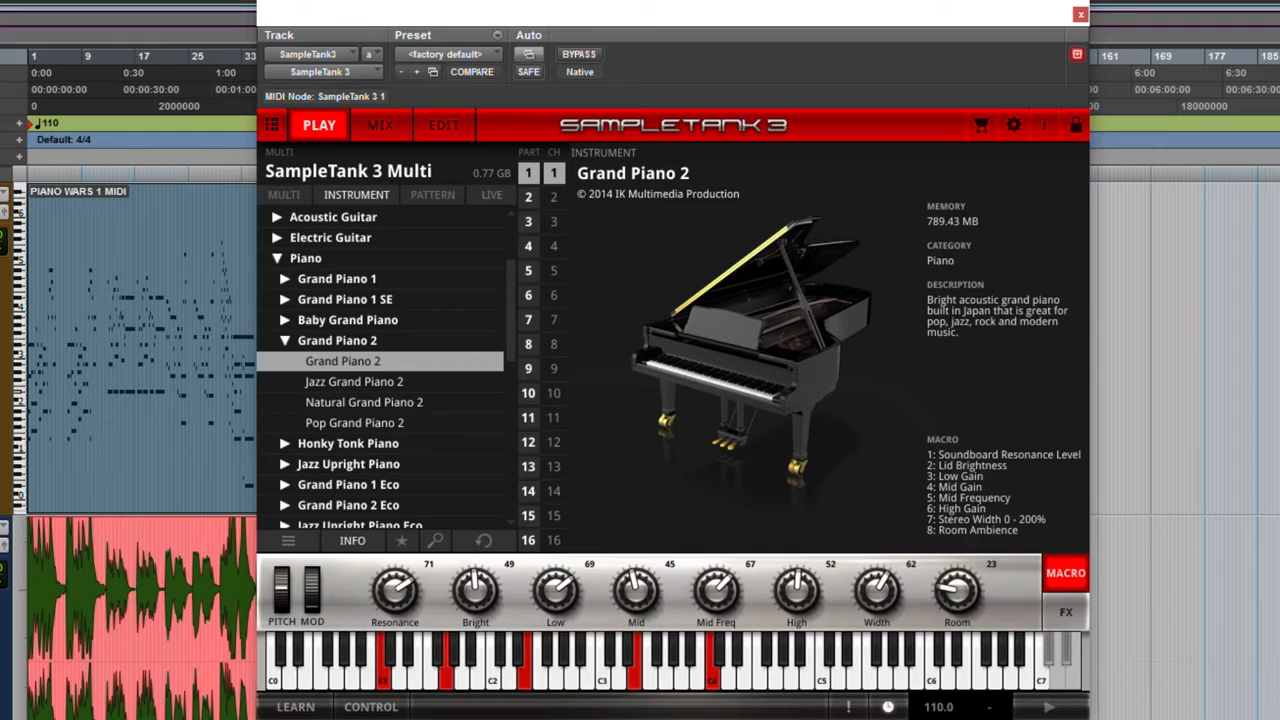 Track
Preset
Auto
SampleTank3
a
<factory default>
BYPASS
SampleTank 3
- +
COMPARE
SAFE
Native
MIDI Node: SampleTank 3 1
1 9 17 25 33
0:00 0:30 1:00
00:00:00:00 00:00:30:00 00:01:0
0 2000000
110
Default: 4/4
161 169 177 185
6:00 6:30
00:06:00:00 00:06:30:0
18000000
PLAY
MIX
EDIT
SAMPLETANK 3
MULTI
SampleTank 3 Multi
0.77 GB
MULTI INSTRUMENT PATTERN LIVE
Acoustic Guitar
Electric Guitar
Piano
Grand Piano 1
Grand Piano 1 SE
Baby Grand Piano
Grand Piano 2
Grand Piano 2
Jazz Grand Piano 2
Natural Grand Piano 2
Pop Grand Piano 2
Honky Tonk Piano
Jazz Upright Piano
Grand Piano 1 Eco
Grand Piano 2 Eco
Jazz Upright Piano Eco
INFO
PART CH
1 1
2 2
3 3
4 4
5 5
6 6
7 7
8 8
9 9
10 10
11 11
12 12
13 13
14 14
15 15
16 16
INSTRUMENT
Grand Piano 2
© 2014 IK Multimedia Production
MEMORY
789.43 MB
CATEGORY
Piano
DESCRIPTION
Bright acoustic grand piano
built in Japan that is great for
pop, jazz, rock and modern
music.
MACRO
1: Soundboard Resonance Level
2: Lid Brightness
3: Low Gain
4: Mid Gain
5: Mid Frequency
6: High Gain
7: Stereo Width 0 - 200%
8: Room Ambience
PIANO WARS 1 MIDI
71 49 69 45 67 52 62 23
PITCH MOD Resonance Bright Low Mid Mid Freq High Width Room
MACRO
FX
C0 C1 C2 C3 C4 C5 C6 C7
LEARN
CONTROL
!
110.0
-